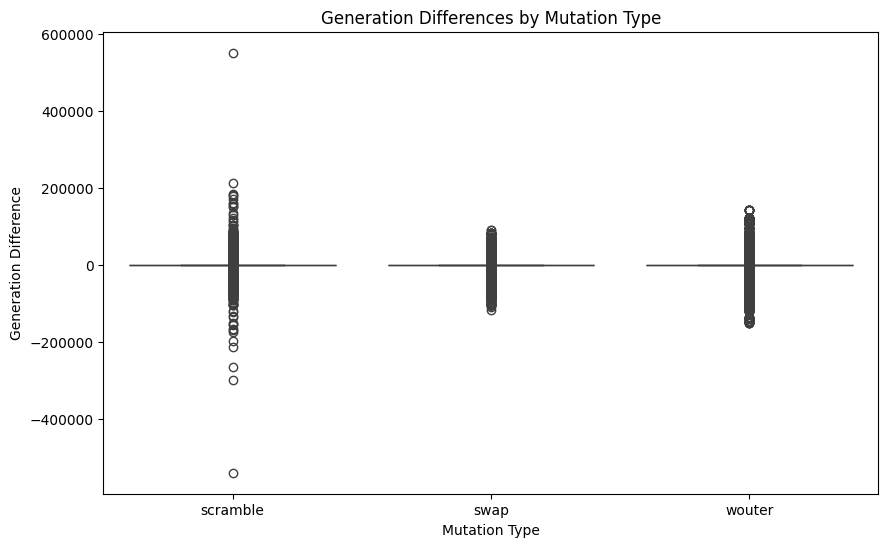 Generation Differences by Mutation Type
600000
400000
200000
0
−200000
−400000
Generation Difference
scramble
swap
wouter
Mutation Type